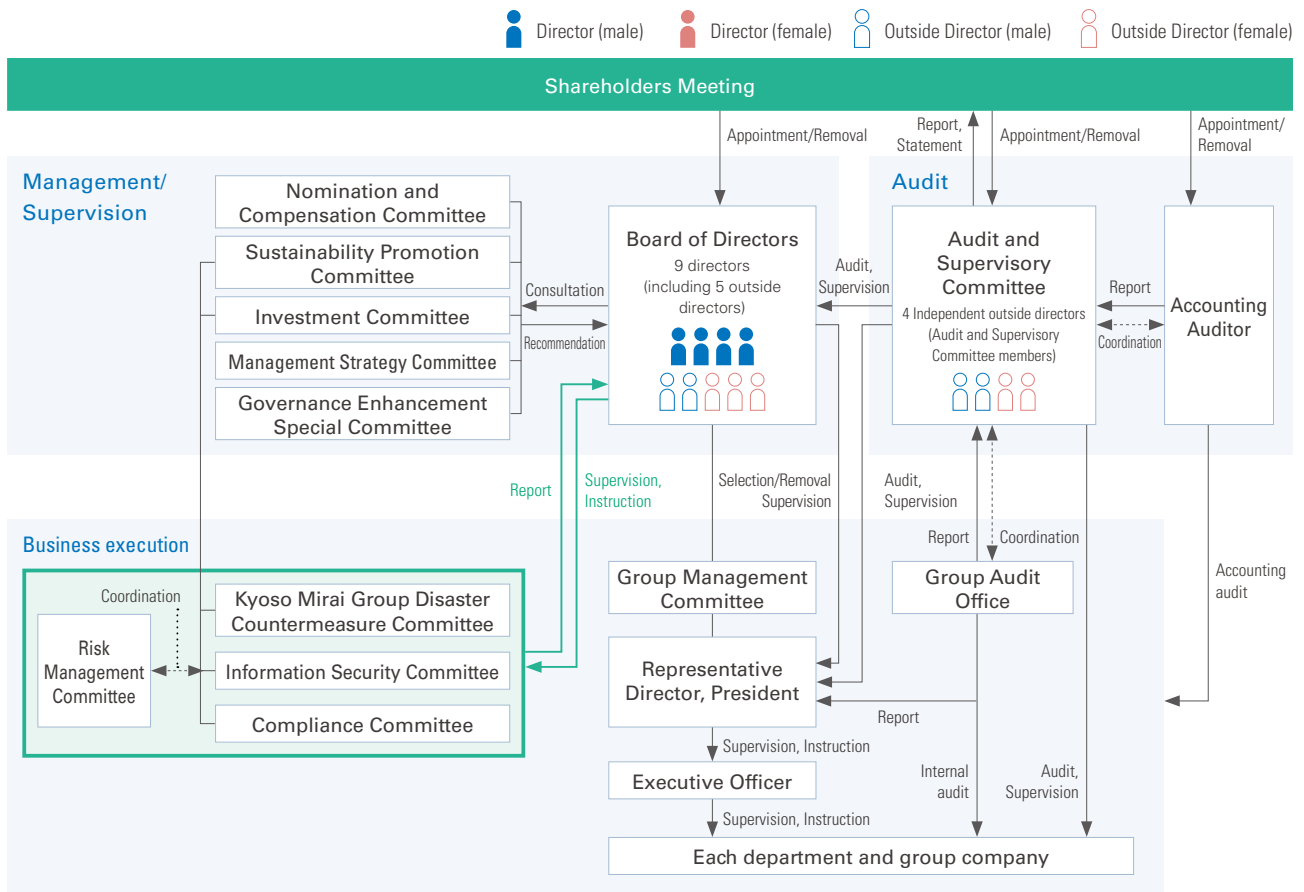 Director (male)
Director (female)
Outside Director (male)
Outside Director (female)
Shareholders Meeting
Appointment/Removal
Report,
Statement
Appointment/Removal
Appointment/
Removal
Management/
Supervision
Audit
Nomination and
Compensation Committee
Sustainability Promotion
Committee
Investment Committee
Management Strategy Committee
Governance Enhancement
Special Committee
Consultation
Recommendation
Board of Directors
9 directors
(including 5 outside
directors)
Audit,
Supervision
Audit and
Supervisory
Committee
4 Independent outside directors
(Audit and Supervisory
Committee members)
Report
Coordination
Accounting
Auditor
Report
Supervision,
Instruction
Selection/Removal
Supervision
Audit,
Supervision
Report
Coordination
Accounting
audit
Business execution
Coordination
Risk
Management
Committee
Kyoso Mirai Group Disaster
Countermeasure Committee
Information Security Committee
Compliance Committee
Group Management
Committee
Group Audit
Office
Representative
Director, President
Report
Supervision, Instruction
Executive Officer
Internal
audit
Audit,
Supervision
Supervision, Instruction
Each department and group company